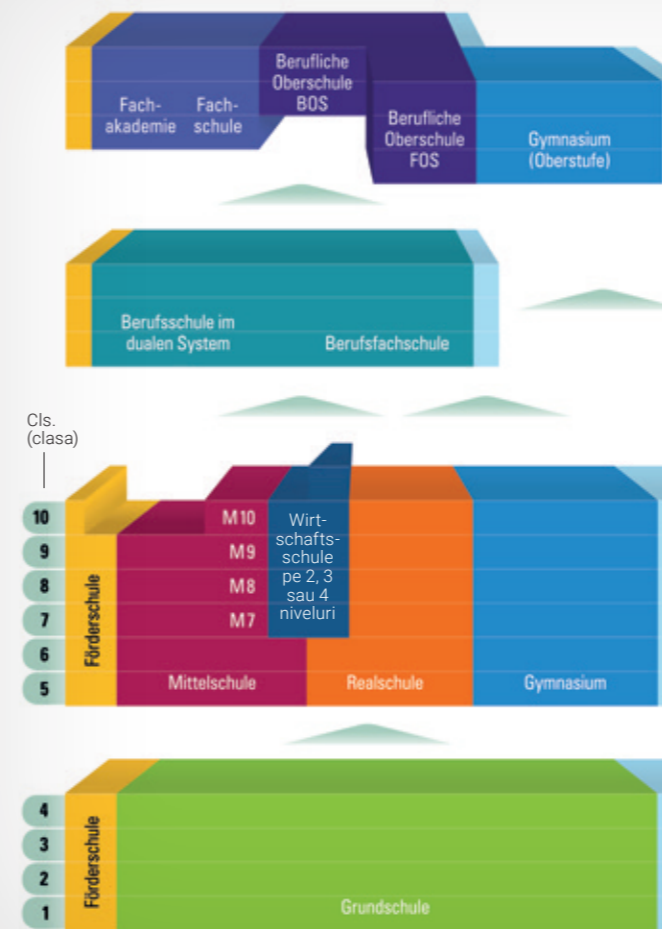 Fach-
akademie
Fach-
schule
Berufliche
Oberschule
BOS
Berufliche
Oberschule
FOS
Gymnasium
(Oberstufe)
Berufsschule im
dualen System
Berufsfachschule
Cls.
(clasa)
10
9
8
7
6
5
Förderschule
M10
M9
M8
M7
Mittelschule
Wirt-
schafts-
schule
pe 2, 3
sau 4
niveluri
Realschule
Gymnasium
4
3
2
1
Förderschule
Grundschule